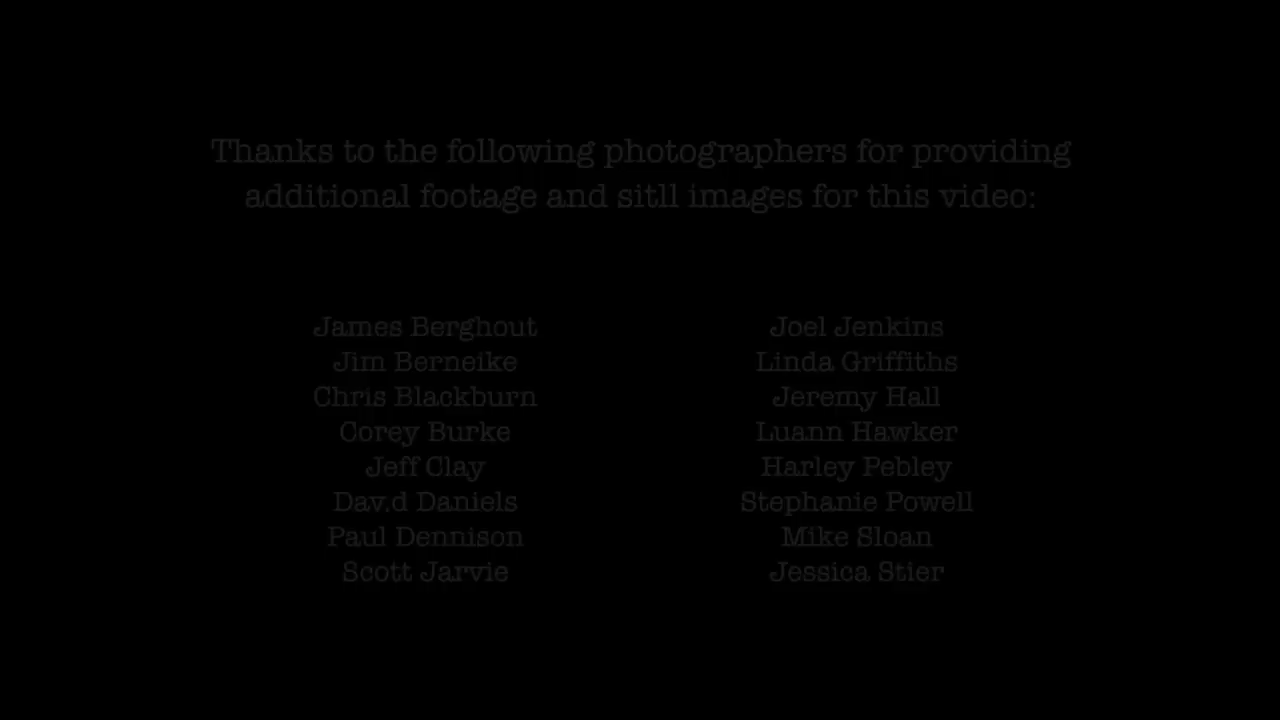 Thanks to the following photographers for providing
additional footage and sitll images for this video:
James Berghout
Jim Berneike
Chris Blackburn
Corey Burke
Jeff Clay
David Daniels
Paul Dennison
Scott Jarvie
Joel Jenkins
Linda Griffiths
Jeremy Hall
Luann Hawker
Harley Pebley
Stephanie Powell
Mike Sloan
Jessica Stier